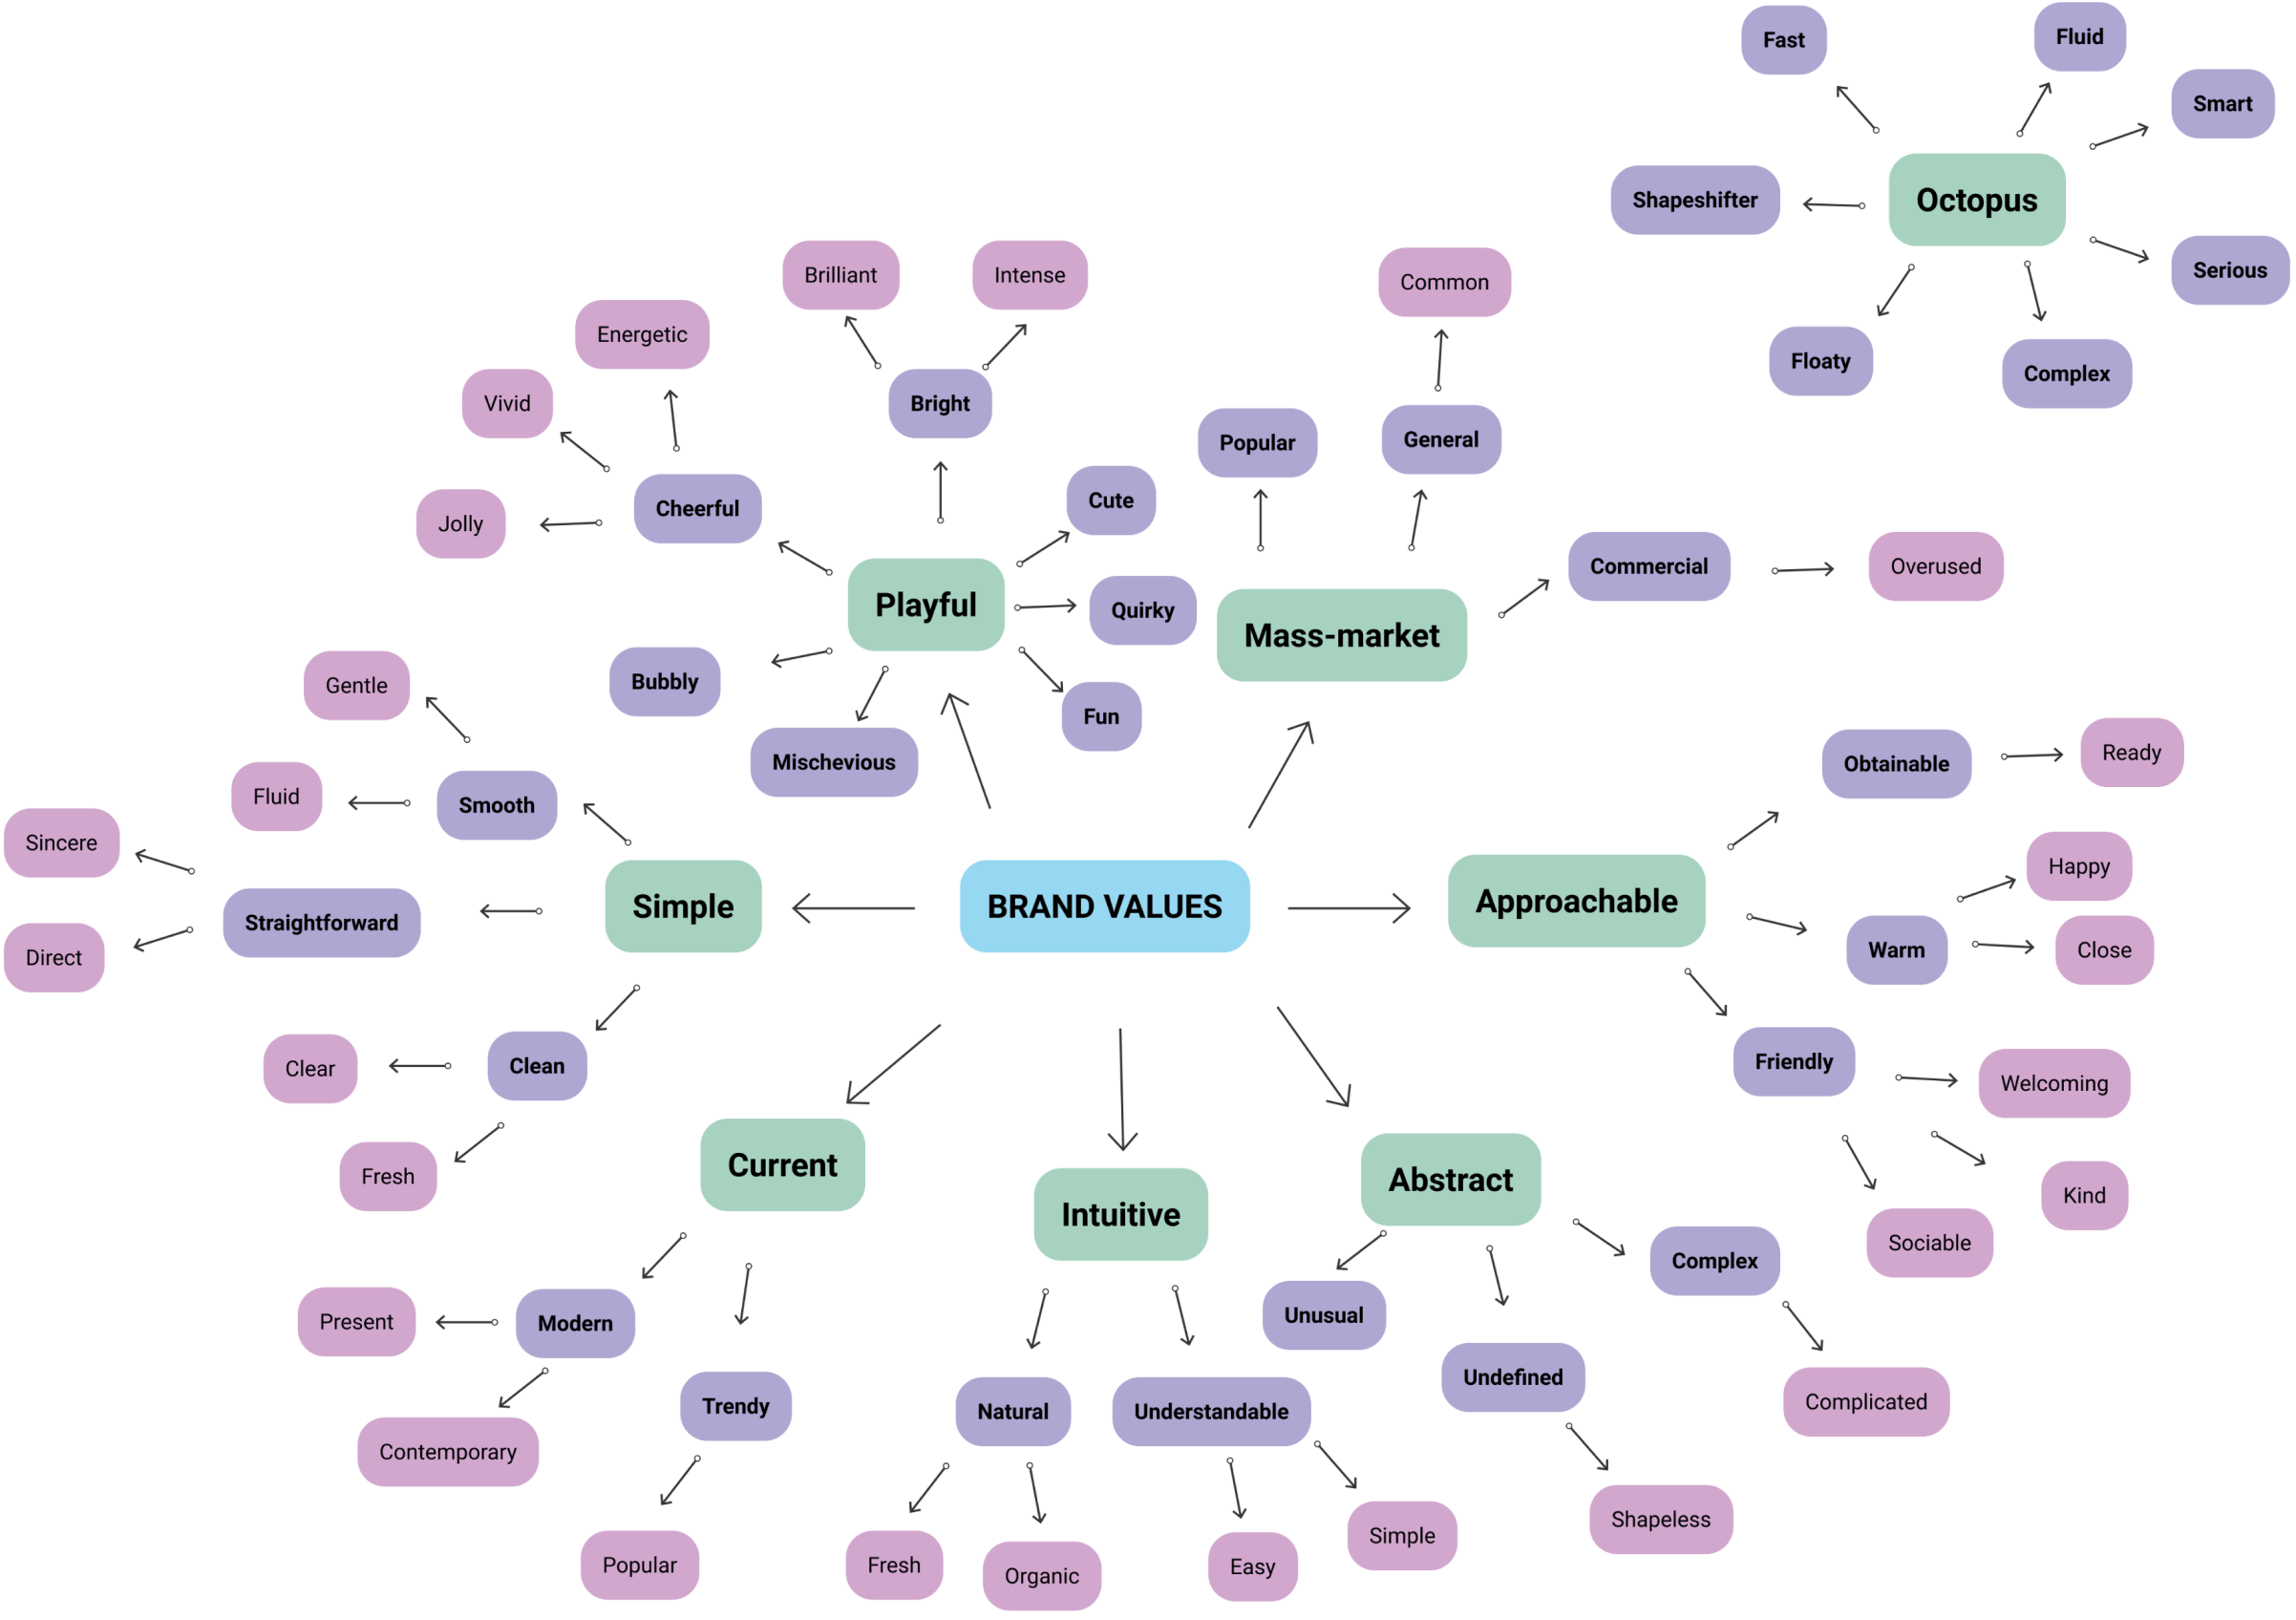 Fast
Fluid
Smart
Shapeshifter
Octopus
Serious
Floaty
Complex
Brilliant
Intense
Common
Energetic
Vivid
Bright
Popular
General
Jolly
Cheerful
Cute
Commercial
Overused
Playful
Quirky
Mass-market
Bubbly
Fun
Mischevious
Gentle
Fluid
Smooth
Sincere
Straightforward
Direct
Simple
BRAND VALUES
Approachable
Obtainable
Ready
Happy
Warm
Close
Friendly
Welcoming
Kind
Sociable
Clear
Clean
Fresh
Current
Intuitive
Abstract
Complex
Unusual
Undefined
Complicated
Shapeless
Present
Modern
Contemporary
Trendy
Popular
Natural
Understandable
Fresh
Organic
Easy
Simple